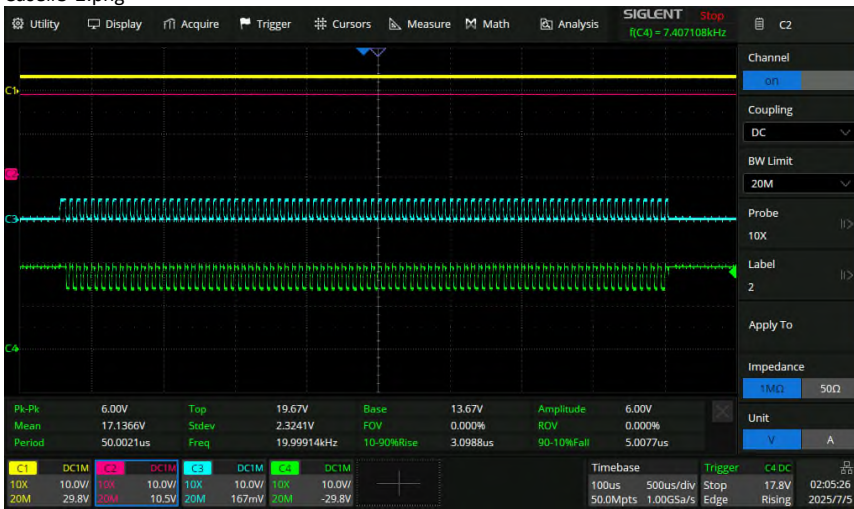 Utility Display Acquire Trigger Cursors Measure Math Analysis SIGLENT Stop C2
f(C4) = 7.407108kHz
Channel
on
C1
Coupling
DC
BW Limit
20M
Probe
10X
C3
Label
2
Apply To
C4
Impedance
1MΩ 50Ω
Pk-Pk 6.00V Top 19.67V Base 13.67V Amplitude 6.00V
Mean 17.1366V Stdev 2.3241V FOV 0.000% ROV 0.000%
Period 50.0021us Freq 19.99914kHz 10-90%Rise 3.0988us 90-10%Fall 5.0077us
Unit
V A
C1 DC1M C2 DC1M C3 DC1M C4 DC1M Timebase Trigger C4 DC
10X 10.0V/ 10X 10.0V/ 10X 10.0V/ 10X 10.0V/ 100us 500us/div Stop 17.8V 02:05:26
20M 29.8V 20M 10.5V 20M 167mV 20M -29.8V 50.0Mpts 1.00GSa/s Edge Rising 2025/7/5